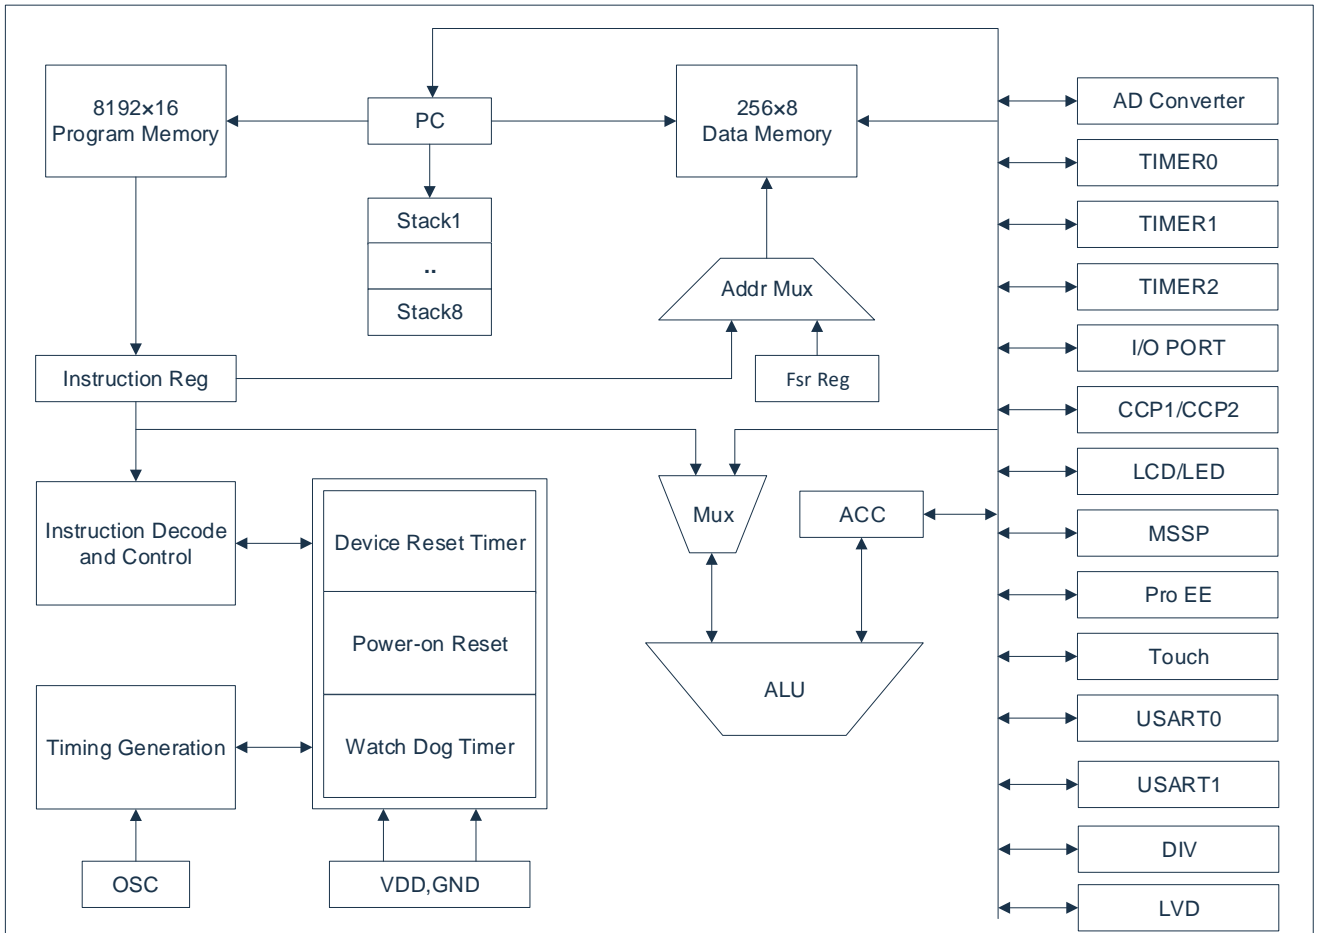 8192×16
Program Memory
PC
256×8
Data Memory
Stack1
..
Stack8
Addr Mux
Instruction Reg
Fsr Reg
Instruction Decode
and Control
Device Reset Timer
Power-on Reset
Watch Dog Timer
Mux
ACC
ALU
Timing Generation
OSC
VDD,GND
AD Converter
TIMER0
TIMER1
TIMER2
I/O PORT
CCP1/CCP2
LCD/LED
MSSP
Pro EE
Touch
USART0
USART1
DIV
LVD